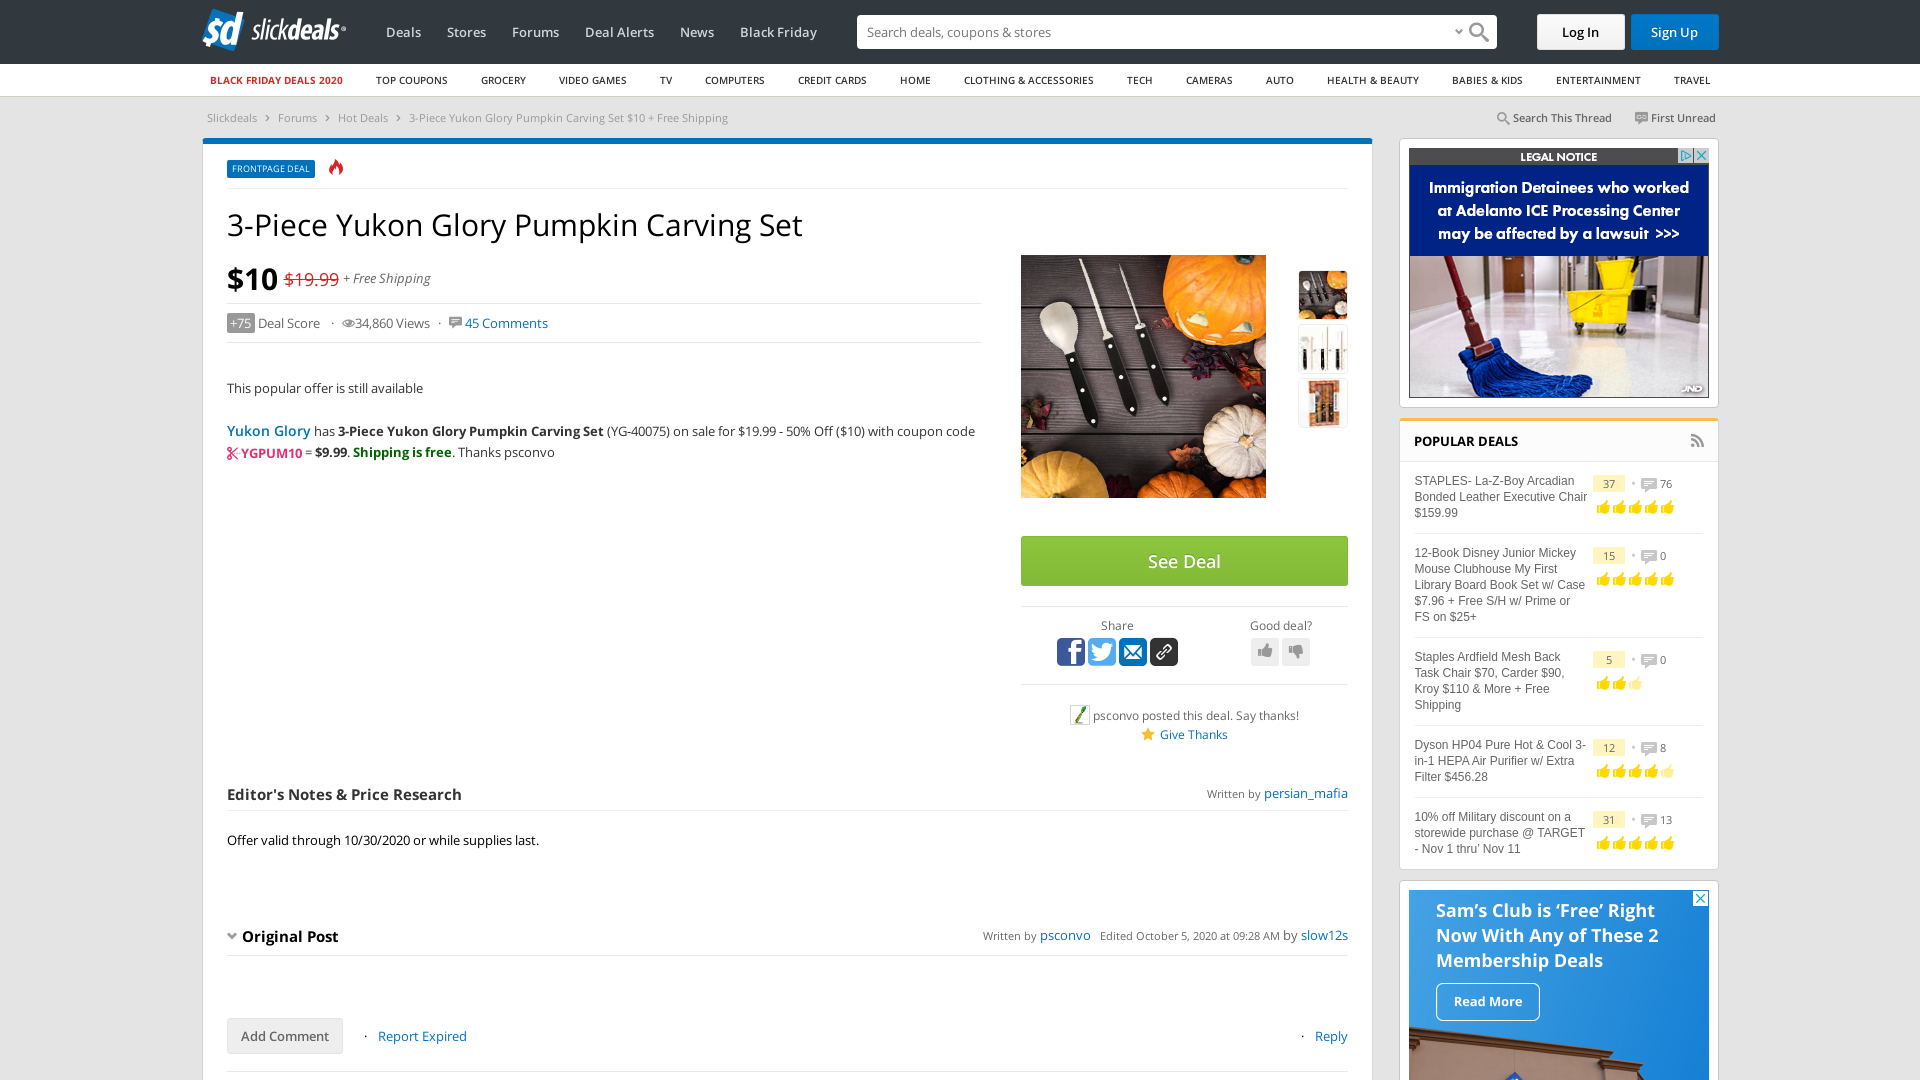 slickdeals
Deals
Stores
Forums
Deal Alerts
News
Black Friday
Search deals, coupons & shops
Log In
Sign Up
BLACK FRIDAY DEALS 2020
TOP COUPONS
GROCERY
VIDEO GAMES
TV
COMPUTERS
CREDIT CARDS
HOME
CLOTHING & ACCESSORIES
TECH
CAMERAS
AUTO
HEALTH & BEAUTY
BABIES & KIDS
ENTERTAINMENT
TRAVEL
Slickdeals > Forums > Hot Deals > 3-Piece Yukon Glory Pumpkin Carving Set $10 + Free Shipping
Search This Thread
First Unread
FRONTPAGE DEAL
3-Piece Yukon Glory Pumpkin Carving Set
$10 $19.99 + Free Shipping
+75 Deal Score · 34,860 Views · 45 Comments
This popular offer is still available
Yukon Glory has 3-Piece Yukon Glory Pumpkin Carving Set (YG-40075) on sale for $19.99 - 50% Off ($10) with coupon code
YGPUM10 = $9.99. Shipping is free. Thanks psconvo
See Deal
Share
Good deal?
psconvo posted this deal. Say thanks!
Give Thanks
Editor's Notes & Price Research
Written by persian_mafia
Offer valid through 10/30/2020 or while supplies last.
Original Post
Written by psconvo Edited October 5, 2020 at 09:28 AM by slow12s
Add Comment
· Report Expired
· Reply
LEGAL NOTICE
Immigration Detainees who worked
at Adelanto ICE Processing Center
may be affected by a lawsuit >>>
JND
POPULAR DEALS
STAPLES- La-Z-Boy Arcadian
Bonded Leather Executive Chair
$159.99
37 • 76
12-Book Disney Junior Mickey
Mouse Clubhouse My First
Library Board Book Set w/ Case
$7.96 + Free S/H w/ Prime or
FS on $25+
15 • 0
Staples Ardfield Mesh Back
Task Chair $70, Carder $90,
Kroy $110 & More + Free
Shipping
5 • 0
Dyson HP04 Pure Hot & Cool 3-
in-1 HEPA Air Purifier w/ Extra
Filter $456.28
12 • 8
10% off Military discount on a
storewide purchase @ TARGET
- Nov 1 thru' Nov 11
31 • 13
Sam's Club is 'Free' Right
Now With Any of These 2
Membership Deals
Read More